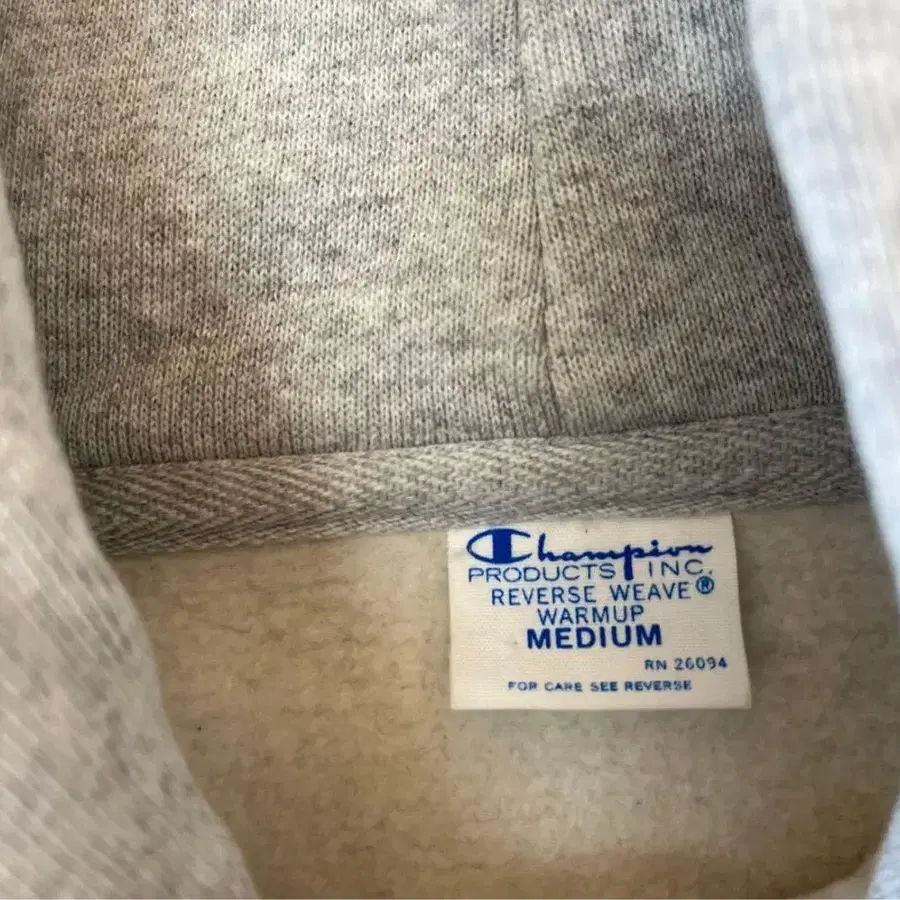 Champion
PRODUCTS INC.
REVERSE WEAVE®
WARMUP
MEDIUM
RN 26094
FOR CARE SEE REVERSE